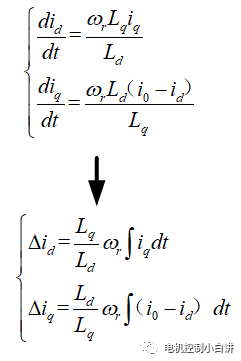 di_d/dt = ω_r L_q i_q / L_d
di_q/dt = ω_r L_d (i_0 − i_d) / L_q
Δi_d = L_q/L_d ω_r ∫ i_q dt
Δi_q = L_d/L_q ω_r ∫ (i_0 − i_d) dt
电机控制小白讲